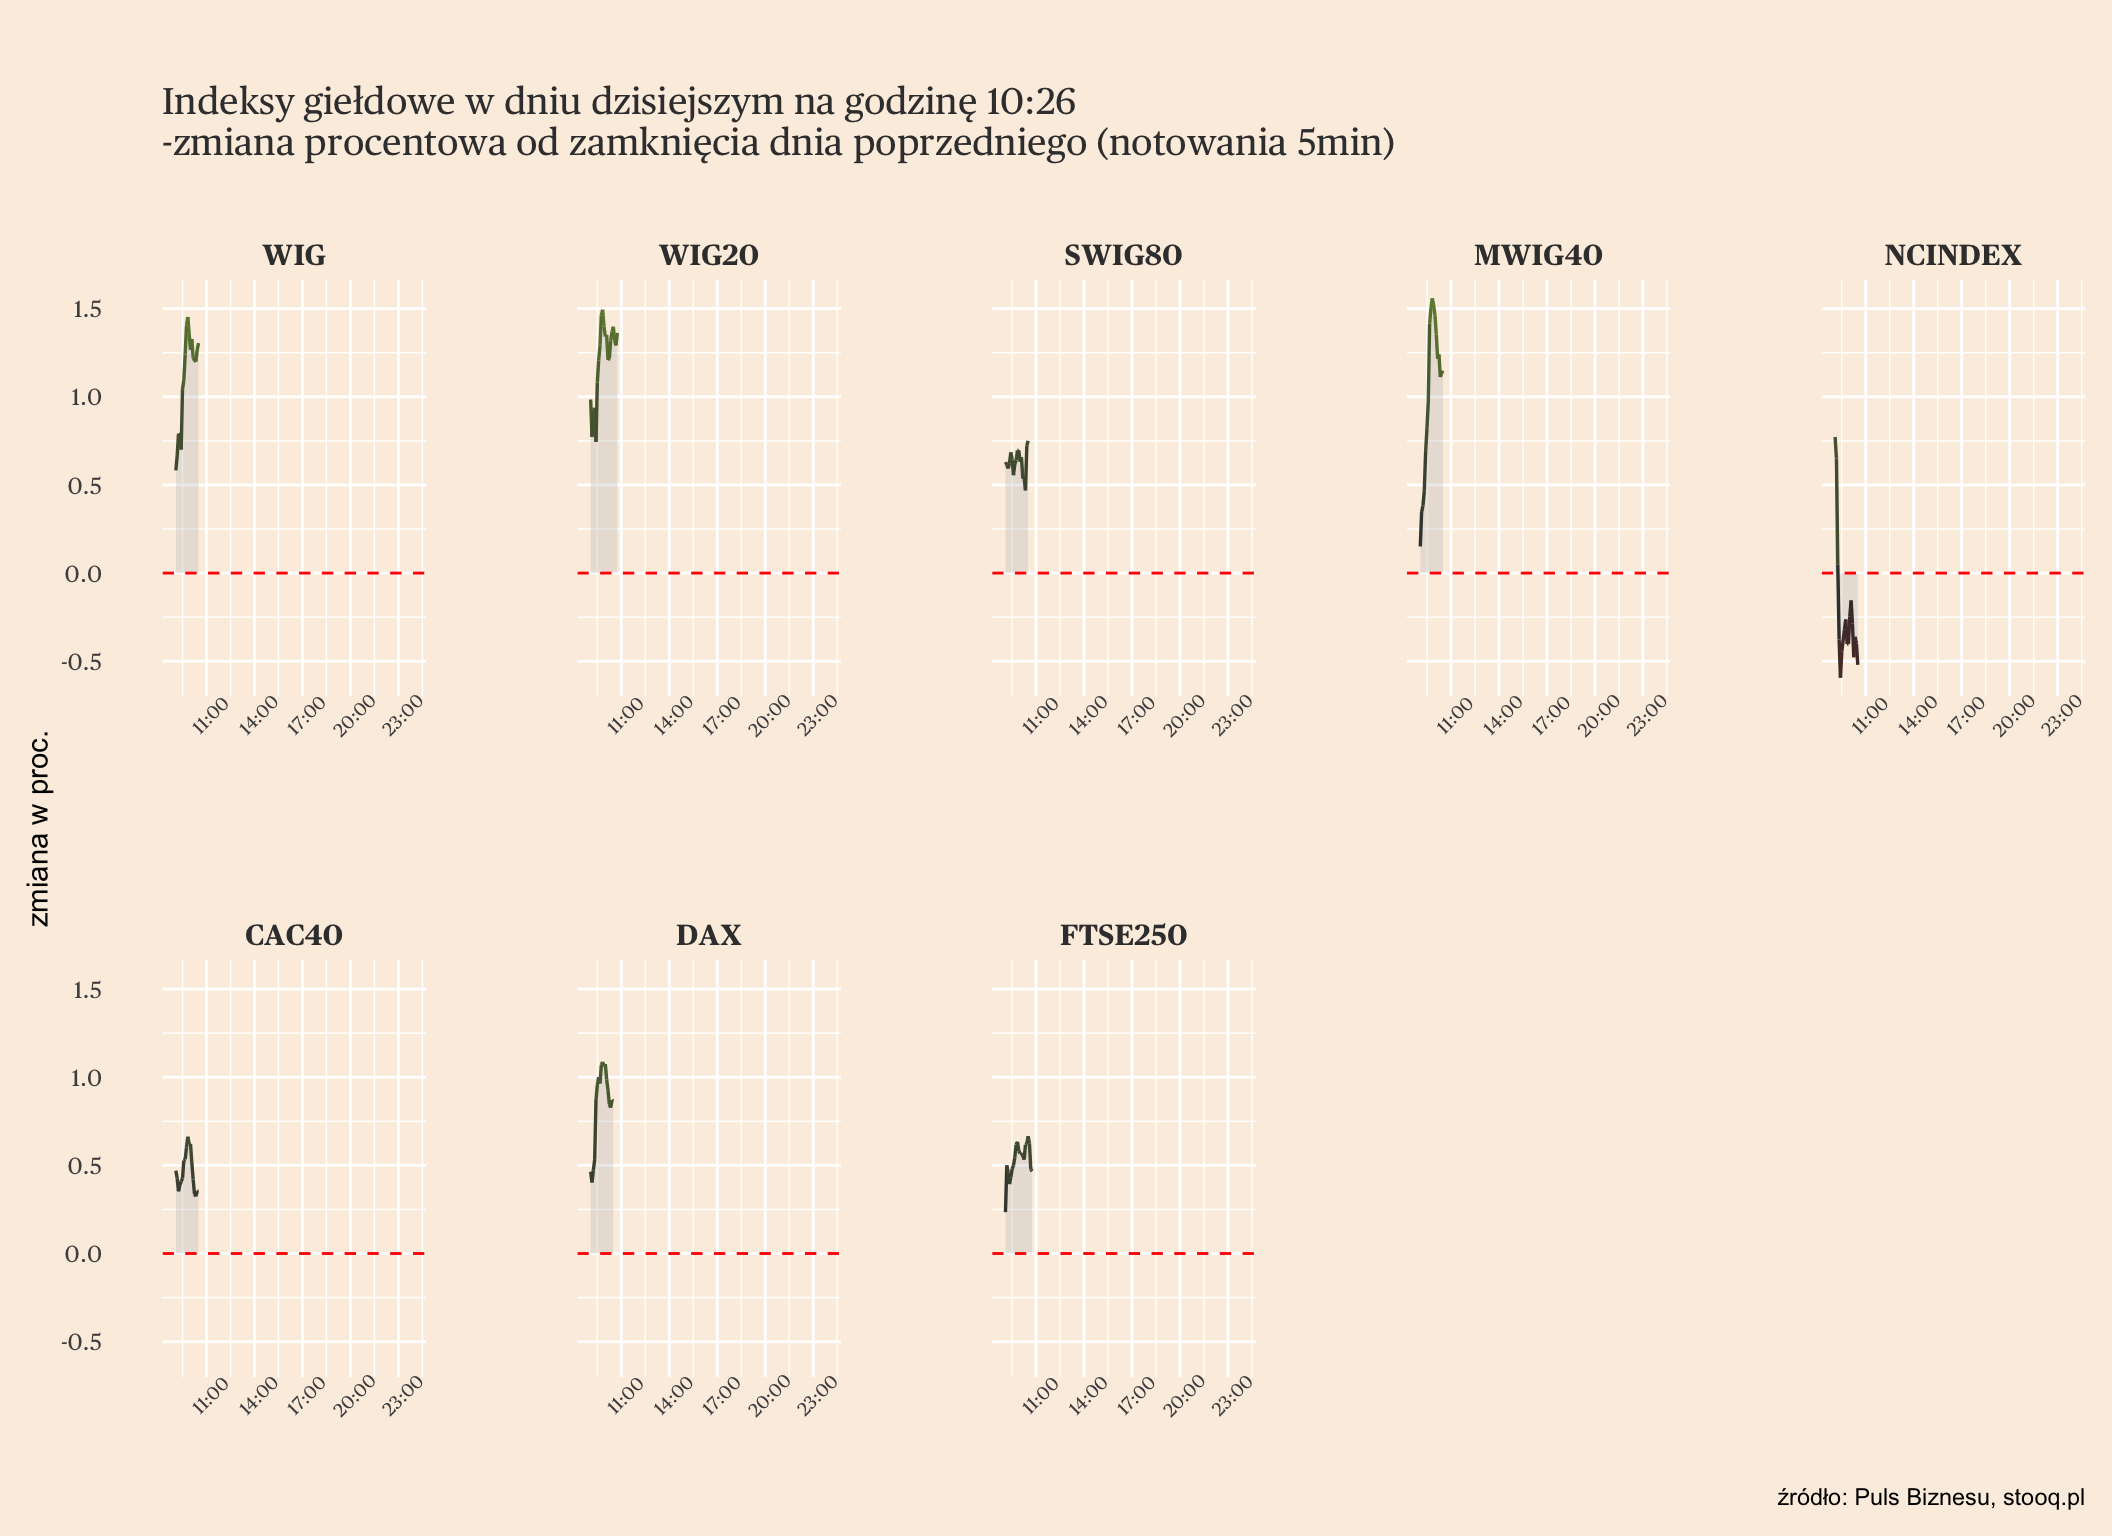 Indeksy giełdowe w dniu dzisiejszym na godzinę 10:26
-zmiana procentowa od zamknięcia dnia poprzedniego (notowania 5min)
WIG WIG20 SWIG80 MWIG40 NCINDEX
1.5
1.0
0.5
0.0
-0.5
11:00 14:00 17:00 20:00 23:00 11:00 14:00 17:00 20:00 23:00 11:00 14:00 17:00 20:00 23:00 11:00 14:00 17:00 20:00 23:00 11:00 14:00 17:00 20:00 23:00
zmiana w proc.
CAC40 DAX FTSE250
1.5
1.0
0.5
0.0
-0.5
11:00 14:00 17:00 20:00 23:00 11:00 14:00 17:00 20:00 23:00 11:00 14:00 17:00 20:00 23:00
źródło: Puls Biznesu, stooq.pl